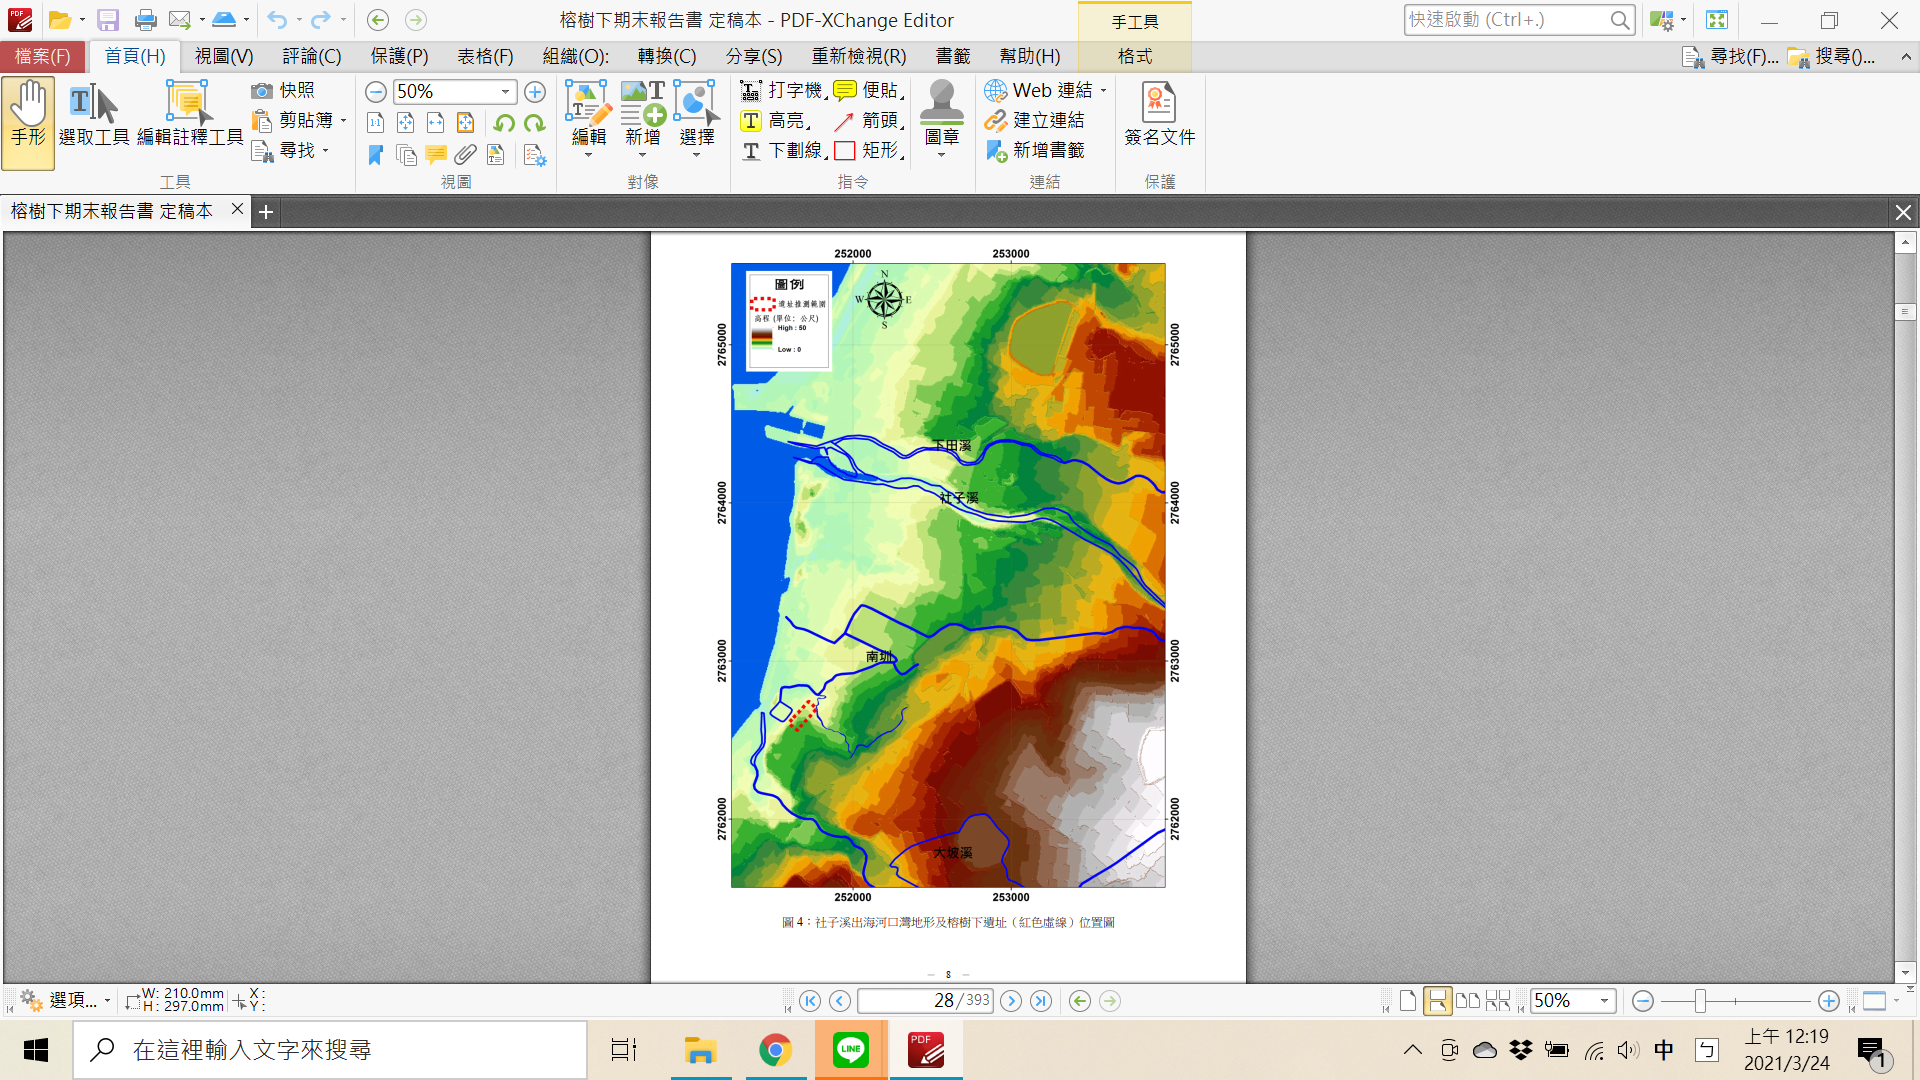 榕樹下期末報告書 定稿本 - PDF-XChange Editor
手工具
快速啟動 (Ctrl+.)
檔案(F)
首頁(H)
視圖(V)
評論(C)
保護(P)
表格(F)
組織(O):
轉換(C)
分享(S)
重新檢視(R)
書籤
幫助(H)
格式
尋找(F)...
搜尋()...
手形
選取工具
編輯註釋工具
快照
剪貼簿
尋找
工具
50%
視圖
編輯
新增
選擇
對像
打字機
高亮
下劃線
便貼
箭頭
矩形
圖章
指令
Web 連結
建立連結
新增書籤
連結
簽名文件
保護
榕樹下期末報告書 定稿本
252000
253000
圖例
遺址推測範圍
高程 (單位: 公尺)
High : 50
Low : 0
N
W
E
S
2765000
2765000
下田溪
社子溪
2764000
2764000
南圳
2763000
2763000
2762000
2762000
大坡溪
252000
253000
圖 4：社子溪出海河口灣地形及榕樹下遺址（紅色虛線）位置圖
— 8 —
選項...
W: 210.0mm
H: 297.0mm
X:
Y:
28 / 393
50%
在這裡輸入文字來搜尋
LINE
PDF
中
ㄅ
上午 12:19
2021/3/24
1